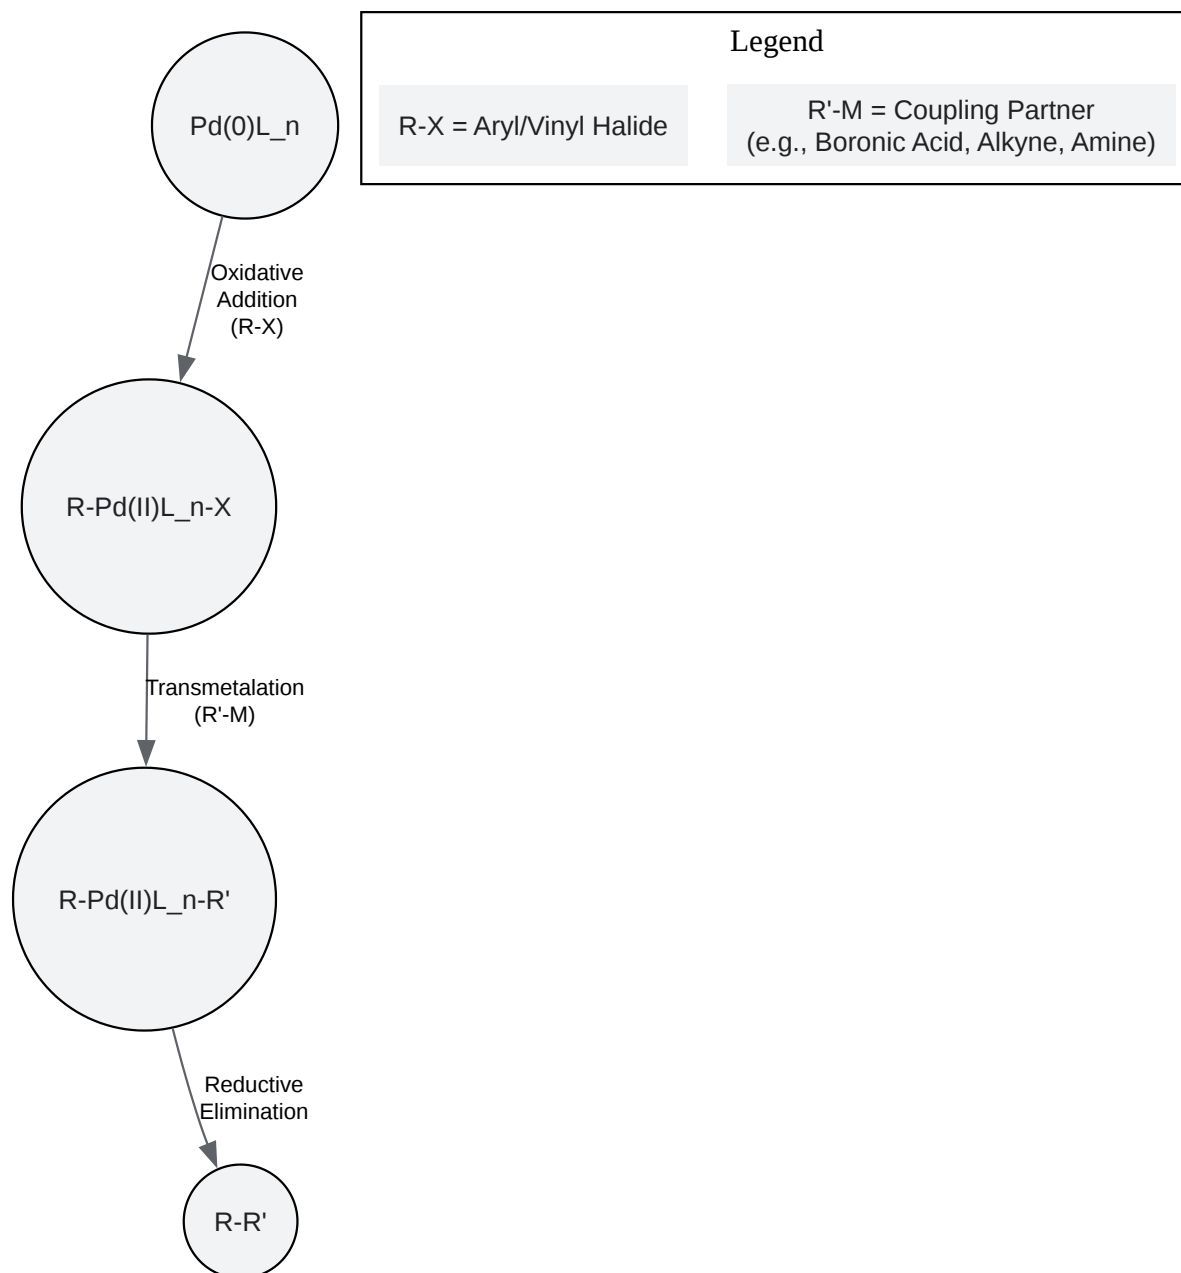 Pd(0)L_n
Legend
R-X = Aryl/Vinyl Halide
R'-M = Coupling Partner
(e.g., Boronic Acid, Alkyne, Amine)
Oxidative
Addition
(R-X)
R-Pd(II)L_n-X
Transmetalation
(R'-M)
R-Pd(II)L_n-R'
Reductive
Elimination
R-R'